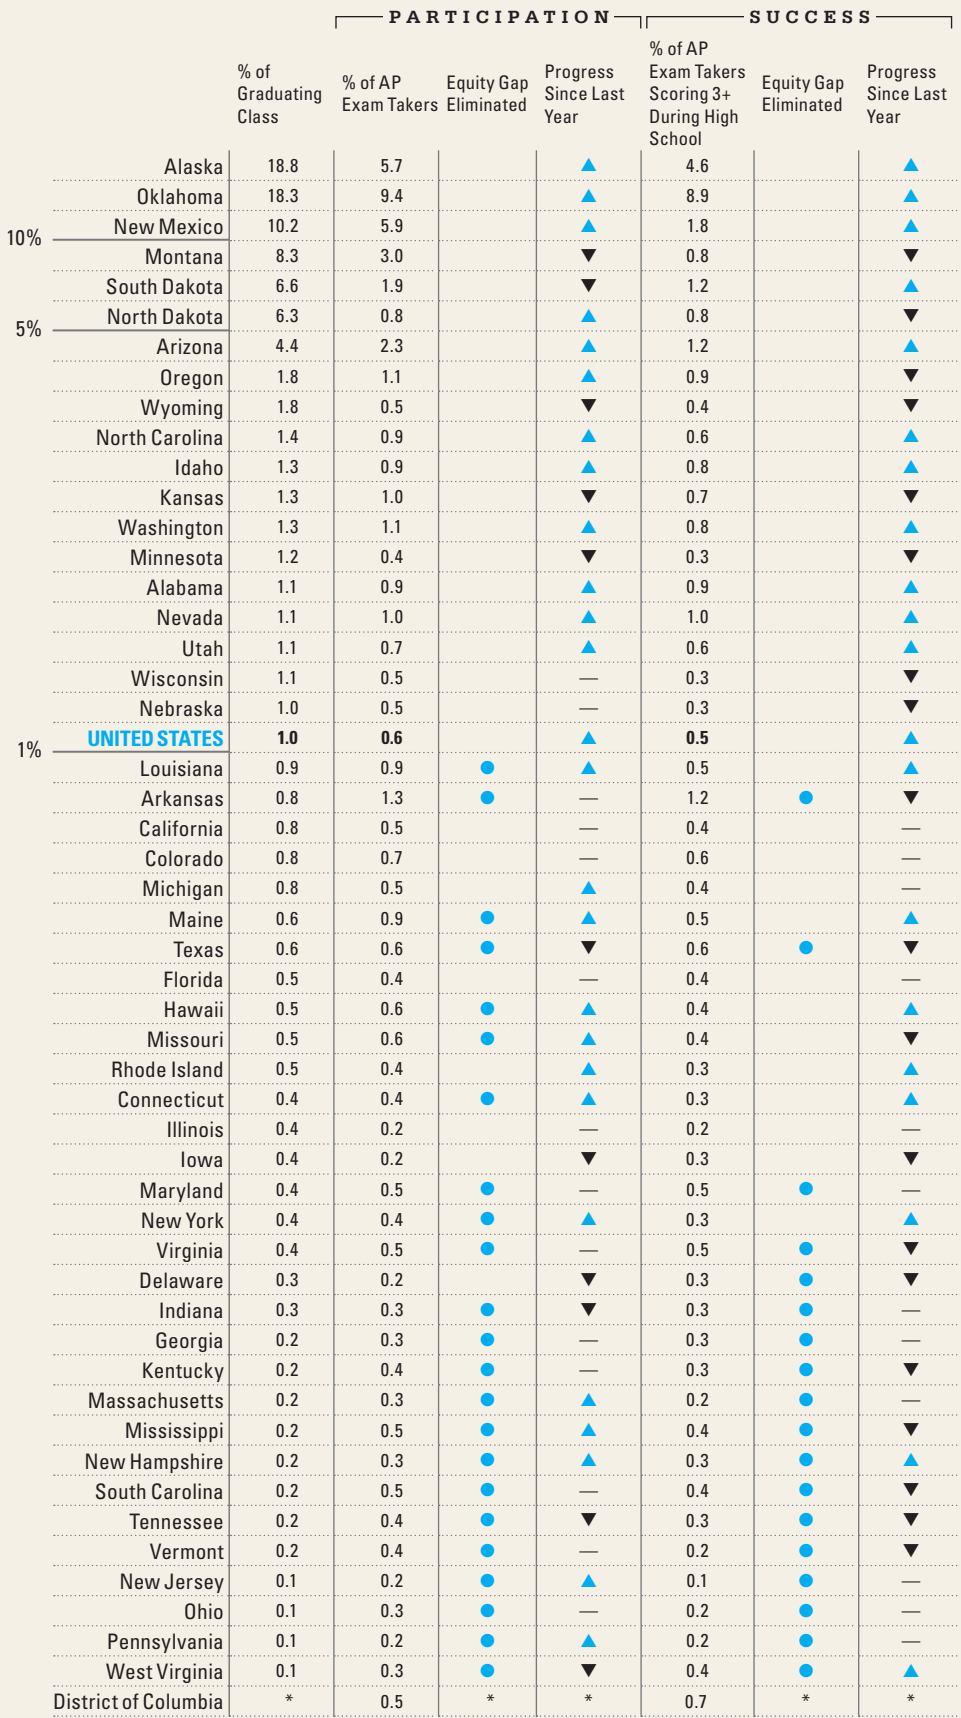 PARTICIPATION SUCCESS
% of Graduating Class % of AP Exam Takers Equity Gap Eliminated Progress Since Last Year % of AP Exam Takers Scoring 3+ During High School Equity Gap Eliminated Progress Since Last Year
Alaska 18.8 5.7 ▲ 4.6 ▲
Oklahoma 18.3 9.4 ▲ 8.9 ▲
New Mexico 10.2 5.9 ▲ 1.8 ▲
10%
Montana 8.3 3.0 ▼ 0.8 ▼
South Dakota 6.6 1.9 ▼ 1.2 ▲
North Dakota 6.3 0.8 ▲ 0.8 ▼
5%
Arizona 4.4 2.3 ▲ 1.2 ▲
Oregon 1.8 1.1 ▲ 0.9 ▼
Wyoming 1.8 0.5 ▼ 0.4 ▼
North Carolina 1.4 0.9 ▲ 0.6 ▲
Idaho 1.3 0.9 ▲ 0.8 ▲
Kansas 1.3 1.0 ▼ 0.7 ▼
Washington 1.3 1.1 ▲ 0.8 ▲
Minnesota 1.2 0.4 ▼ 0.3 ▼
Alabama 1.1 0.9 ▲ 0.9 ▲
Nevada 1.1 1.0 ▲ 1.0 ▲
Utah 1.1 0.7 ▲ 0.6 ▲
Wisconsin 1.1 0.5 — 0.3 ▼
Nebraska 1.0 0.5 — 0.3 ▼
UNITED STATES 1.0 0.6 ▲ 0.5 ▲
1%
Louisiana 0.9 0.9 ● ▲ 0.5 ▲
Arkansas 0.8 1.3 ● — 1.2 ● ▼
California 0.8 0.5 — 0.4 —
Colorado 0.8 0.7 — 0.6 —
Michigan 0.8 0.5 ▲ 0.4 —
Maine 0.6 0.9 ● ▲ 0.5 ▲
Texas 0.6 0.6 ● ▼ 0.6 ● ▼
Florida 0.5 0.4 — 0.4 —
Hawaii 0.5 0.6 ● ▲ 0.4 ▲
Missouri 0.5 0.6 ● ▲ 0.4 ▼
Rhode Island 0.5 0.4 ▲ 0.3 ▲
Connecticut 0.4 0.4 ● ▲ 0.3 ▲
Illinois 0.4 0.2 — 0.2 —
Iowa 0.4 0.2 ▼ 0.3 ▼
Maryland 0.4 0.5 ● — 0.5 ● —
New York 0.4 0.4 ● ▲ 0.3 ▲
Virginia 0.4 0.5 ● — 0.5 ● ▼
Delaware 0.3 0.2 ▼ 0.3 ● ▼
Indiana 0.3 0.3 ● ▼ 0.3 ● —
Georgia 0.2 0.3 ● — 0.3 ● —
Kentucky 0.2 0.4 ● — 0.3 ● ▼
Massachusetts 0.2 0.3 ● ▲ 0.2 ● —
Mississippi 0.2 0.5 ● ▲ 0.4 ● ▼
New Hampshire 0.2 0.3 ● ▲ 0.3 ● ▲
South Carolina 0.2 0.5 ● — 0.4 ● ▼
Tennessee 0.2 0.4 ● ▼ 0.3 ● ▼
Vermont 0.2 0.4 ● — 0.2 ● ▼
New Jersey 0.1 0.2 ● ▲ 0.1 ● —
Ohio 0.1 0.3 ● — 0.2 ● —
Pennsylvania 0.1 0.2 ● ▲ 0.2 ● —
West Virginia 0.1 0.3 ● ▼ 0.4 ● ▲
District of Columbia * 0.5 * * 0.7 * *